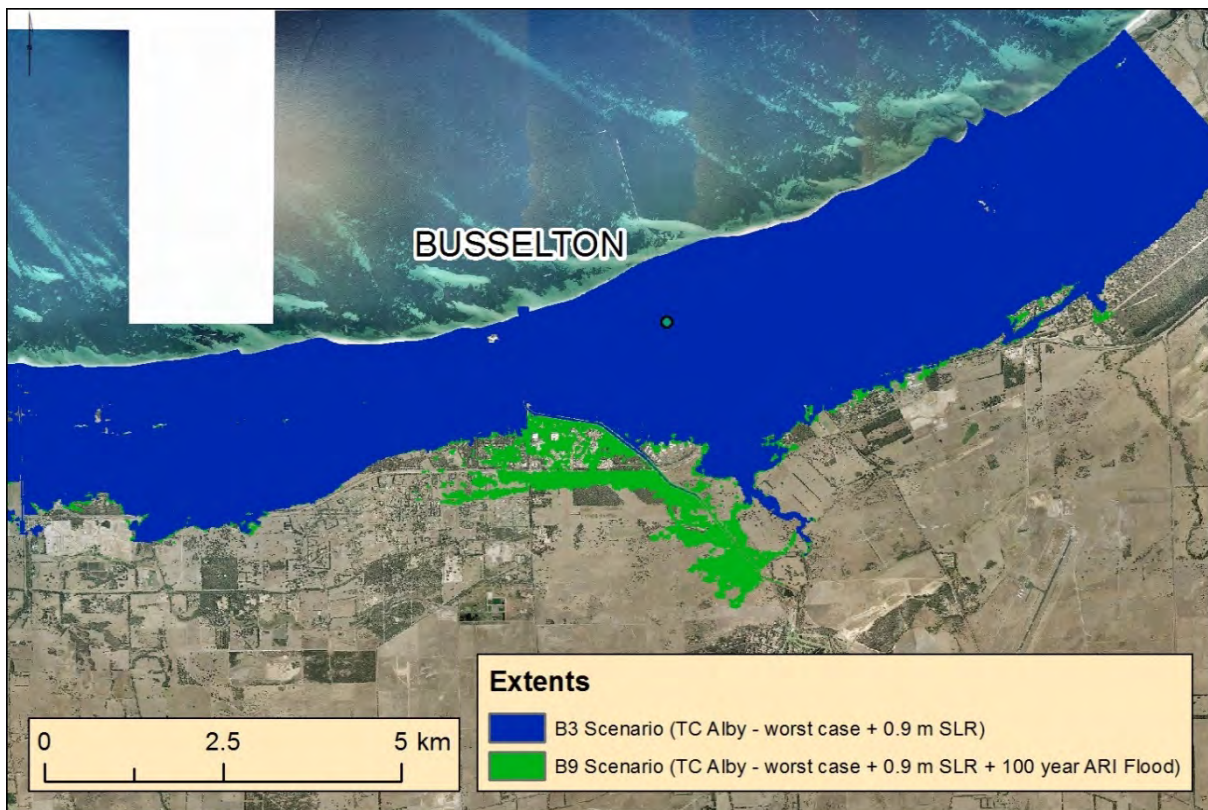 BUSSELTON
Extents
B3 Scenario (TC Alby - worst case + 0.9 m SLR)
B9 Scenario (TC Alby - worst case + 0.9 m SLR + 100 year ARI Flood)
0 2.5 5 km